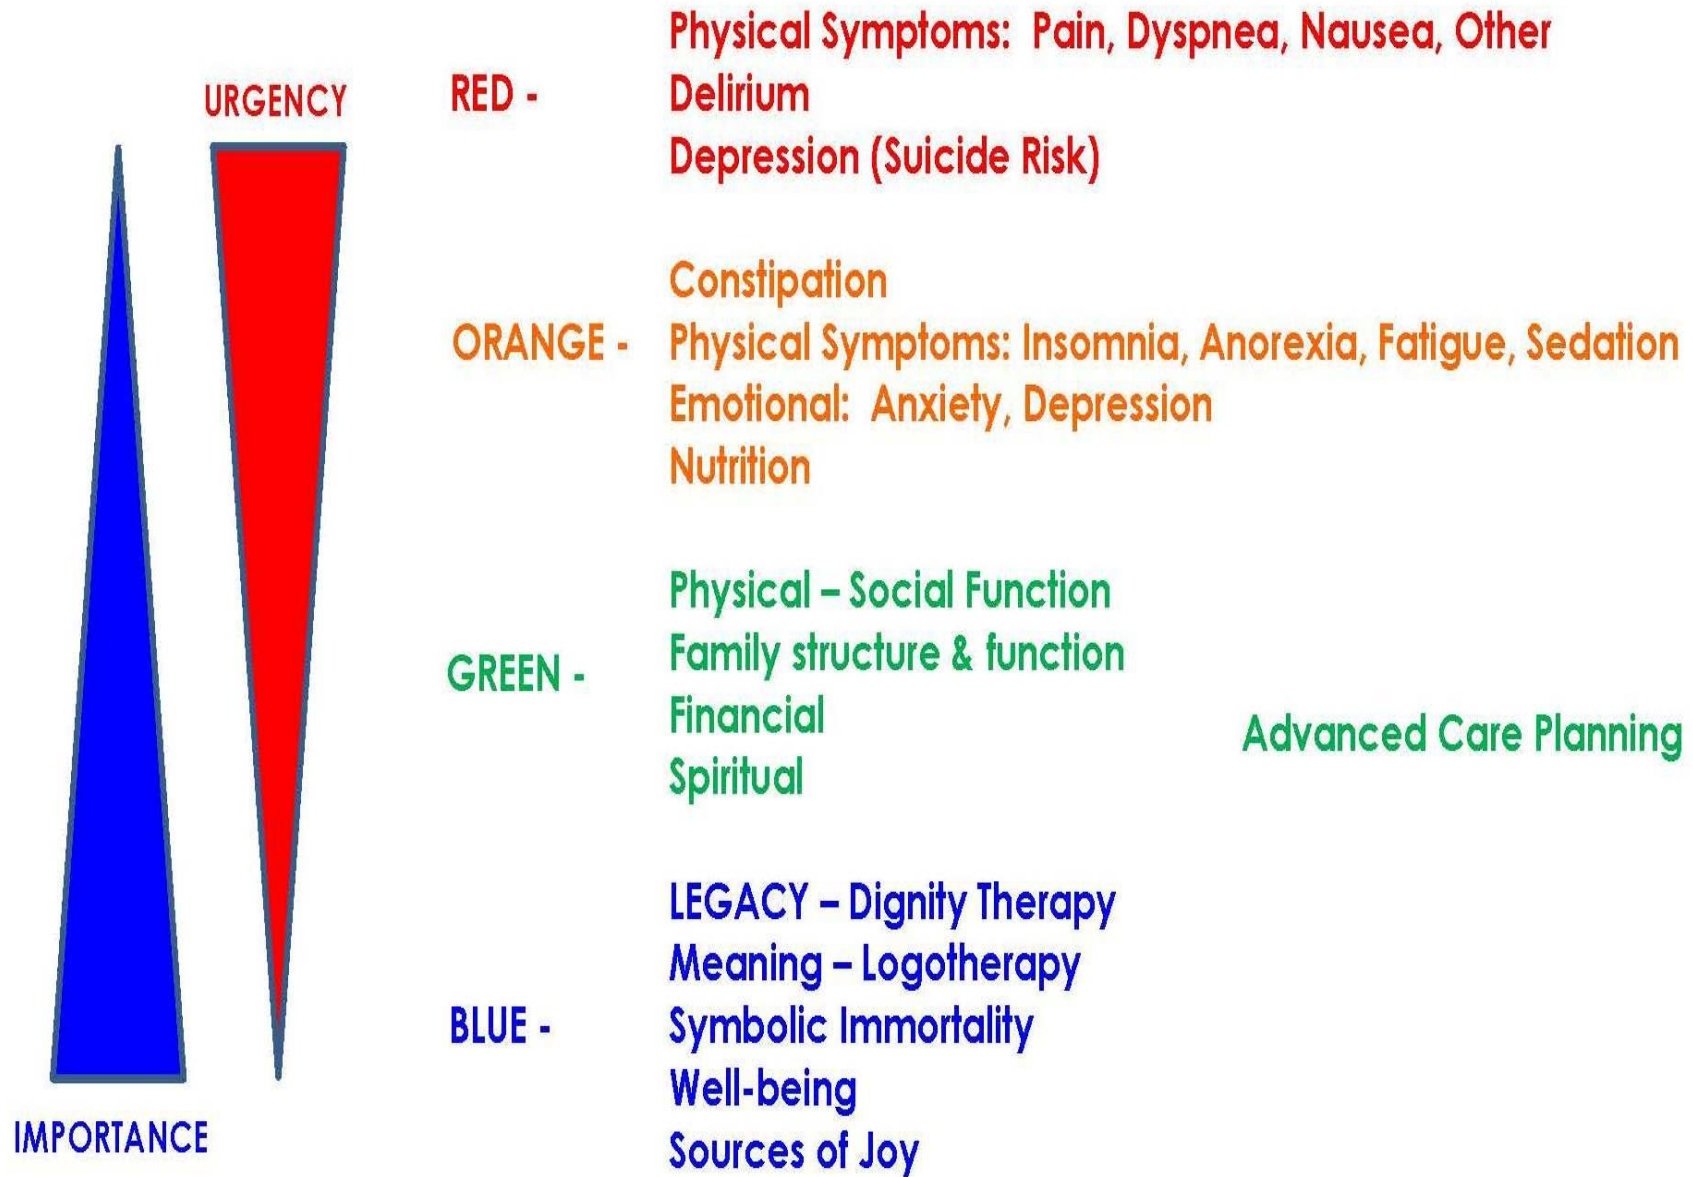 URGENCY
IMPORTANCE
RED -
Physical Symptoms: Pain, Dyspnea, Nausea, Other
Delirium
Depression (Suicide Risk)
ORANGE -
Constipation
Physical Symptoms: Insomnia, Anorexia, Fatigue, Sedation
Emotional: Anxiety, Depression
Nutrition
GREEN -
Physical – Social Function
Family structure & function
Financial
Spiritual
Advanced Care Planning
BLUE -
LEGACY – Dignity Therapy
Meaning – Logotherapy
Symbolic Immortality
Well-being
Sources of Joy